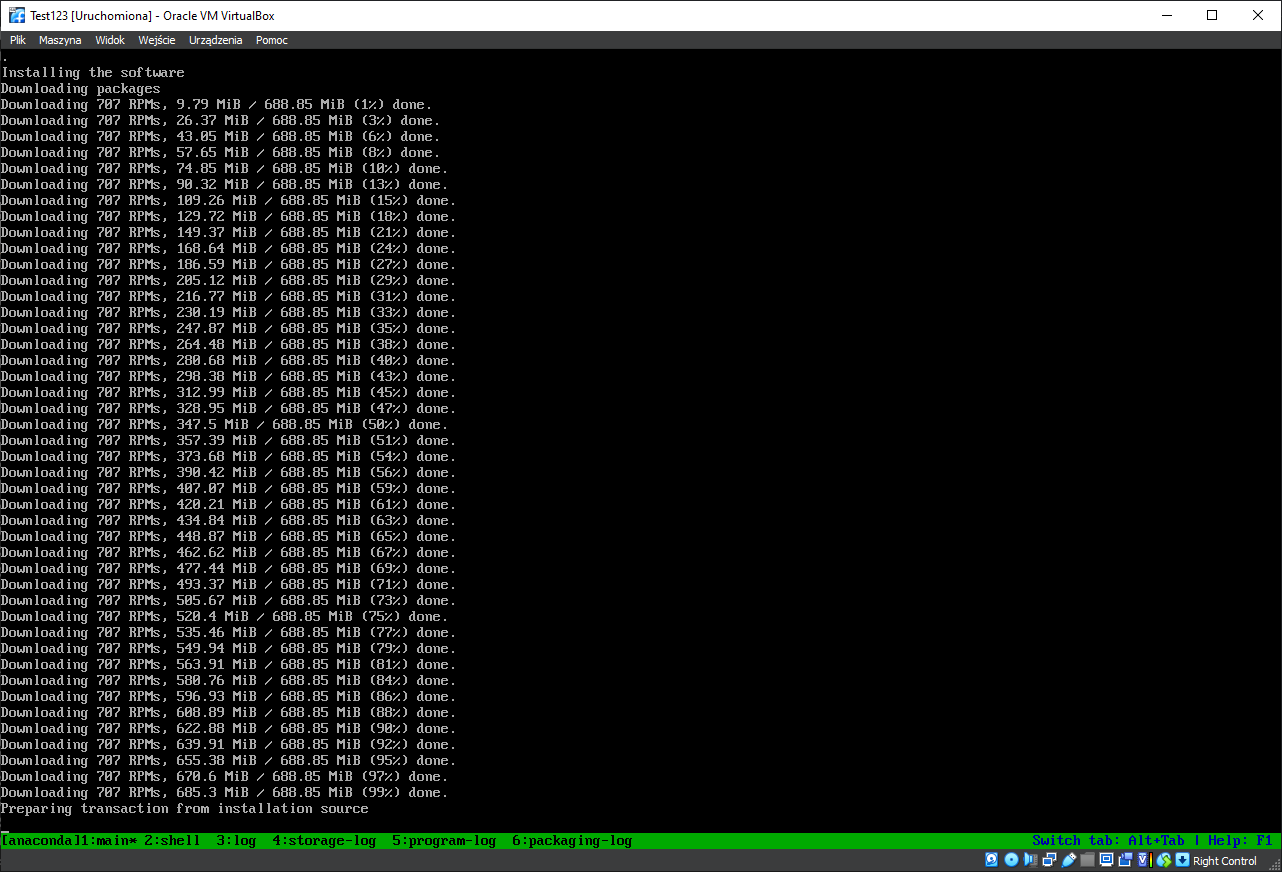 Test123 [Uruchomiona] - Oracle VM VirtualBox
Plik Maszyna Widok Wejście Urządzenia Pomoc
.
Installing the software
Downloading packages
Downloading 707 RPMs, 9.79 MiB / 688.85 MiB (1%) done.
Downloading 707 RPMs, 26.37 MiB / 688.85 MiB (3%) done.
Downloading 707 RPMs, 43.05 MiB / 688.85 MiB (6%) done.
Downloading 707 RPMs, 57.65 MiB / 688.85 MiB (8%) done.
Downloading 707 RPMs, 74.85 MiB / 688.85 MiB (10%) done.
Downloading 707 RPMs, 90.32 MiB / 688.85 MiB (13%) done.
Downloading 707 RPMs, 109.26 MiB / 688.85 MiB (15%) done.
Downloading 707 RPMs, 129.72 MiB / 688.85 MiB (18%) done.
Downloading 707 RPMs, 149.37 MiB / 688.85 MiB (21%) done.
Downloading 707 RPMs, 168.64 MiB / 688.85 MiB (24%) done.
Downloading 707 RPMs, 186.59 MiB / 688.85 MiB (27%) done.
Downloading 707 RPMs, 205.12 MiB / 688.85 MiB (29%) done.
Downloading 707 RPMs, 216.77 MiB / 688.85 MiB (31%) done.
Downloading 707 RPMs, 230.19 MiB / 688.85 MiB (33%) done.
Downloading 707 RPMs, 247.87 MiB / 688.85 MiB (35%) done.
Downloading 707 RPMs, 264.48 MiB / 688.85 MiB (38%) done.
Downloading 707 RPMs, 280.68 MiB / 688.85 MiB (40%) done.
Downloading 707 RPMs, 298.38 MiB / 688.85 MiB (43%) done.
Downloading 707 RPMs, 312.99 MiB / 688.85 MiB (45%) done.
Downloading 707 RPMs, 328.95 MiB / 688.85 MiB (47%) done.
Downloading 707 RPMs, 347.5 MiB / 688.85 MiB (50%) done.
Downloading 707 RPMs, 357.39 MiB / 688.85 MiB (51%) done.
Downloading 707 RPMs, 373.68 MiB / 688.85 MiB (54%) done.
Downloading 707 RPMs, 390.42 MiB / 688.85 MiB (56%) done.
Downloading 707 RPMs, 407.07 MiB / 688.85 MiB (59%) done.
Downloading 707 RPMs, 420.21 MiB / 688.85 MiB (61%) done.
Downloading 707 RPMs, 434.84 MiB / 688.85 MiB (63%) done.
Downloading 707 RPMs, 448.87 MiB / 688.85 MiB (65%) done.
Downloading 707 RPMs, 462.62 MiB / 688.85 MiB (67%) done.
Downloading 707 RPMs, 477.44 MiB / 688.85 MiB (69%) done.
Downloading 707 RPMs, 493.37 MiB / 688.85 MiB (71%) done.
Downloading 707 RPMs, 505.67 MiB / 688.85 MiB (73%) done.
Downloading 707 RPMs, 520.4 MiB / 688.85 MiB (75%) done.
Downloading 707 RPMs, 535.46 MiB / 688.85 MiB (77%) done.
Downloading 707 RPMs, 549.94 MiB / 688.85 MiB (79%) done.
Downloading 707 RPMs, 563.91 MiB / 688.85 MiB (81%) done.
Downloading 707 RPMs, 580.76 MiB / 688.85 MiB (84%) done.
Downloading 707 RPMs, 596.93 MiB / 688.85 MiB (86%) done.
Downloading 707 RPMs, 608.89 MiB / 688.85 MiB (88%) done.
Downloading 707 RPMs, 622.88 MiB / 688.85 MiB (90%) done.
Downloading 707 RPMs, 639.91 MiB / 688.85 MiB (92%) done.
Downloading 707 RPMs, 655.38 MiB / 688.85 MiB (95%) done.
Downloading 707 RPMs, 670.6 MiB / 688.85 MiB (97%) done.
Downloading 707 RPMs, 685.3 MiB / 688.85 MiB (99%) done.
Preparing transaction from installation source
[anaconda]1:main* 2:shell 3:log 4:storage-log 5:program-log 6:packaging-log Switch tab: Alt+Tab | Help: F1
Right Control